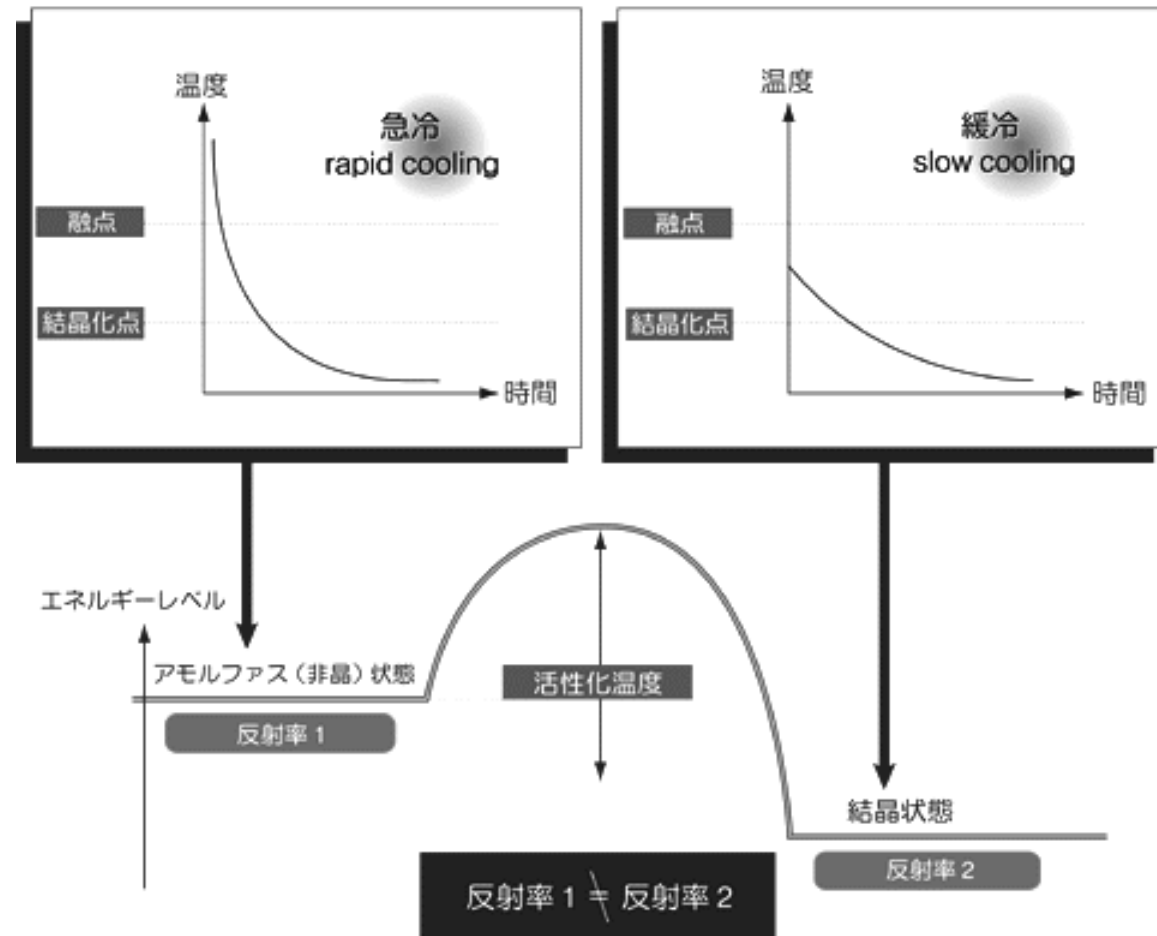 温度
急冷
rapid cooling
融点
結晶化点
時間
温度
緩冷
slow cooling
融点
結晶化点
時間
エネルギーレベル
アモルファス（非晶）状態
反射率 1
活性化温度
結晶状態
反射率 2
反射率 1 ≠ 反射率 2